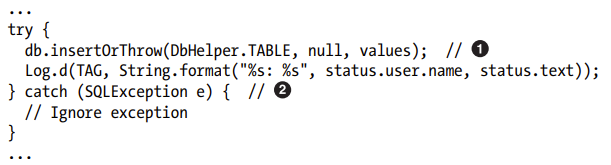 ...
try {
  db.insertOrThrow(DbHelper.TABLE, null, values);  // ❶
  Log.d(TAG, String.format("%s: %s", status.user.name, status.text));
} catch (SQLException e) {  // ❷
  // Ignore exception
}
...